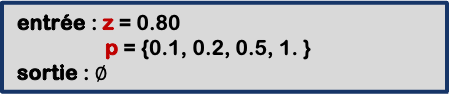 entrée : z = 0.80
p = {0.1, 0.2, 0.5, 1. }
sortie : ∅